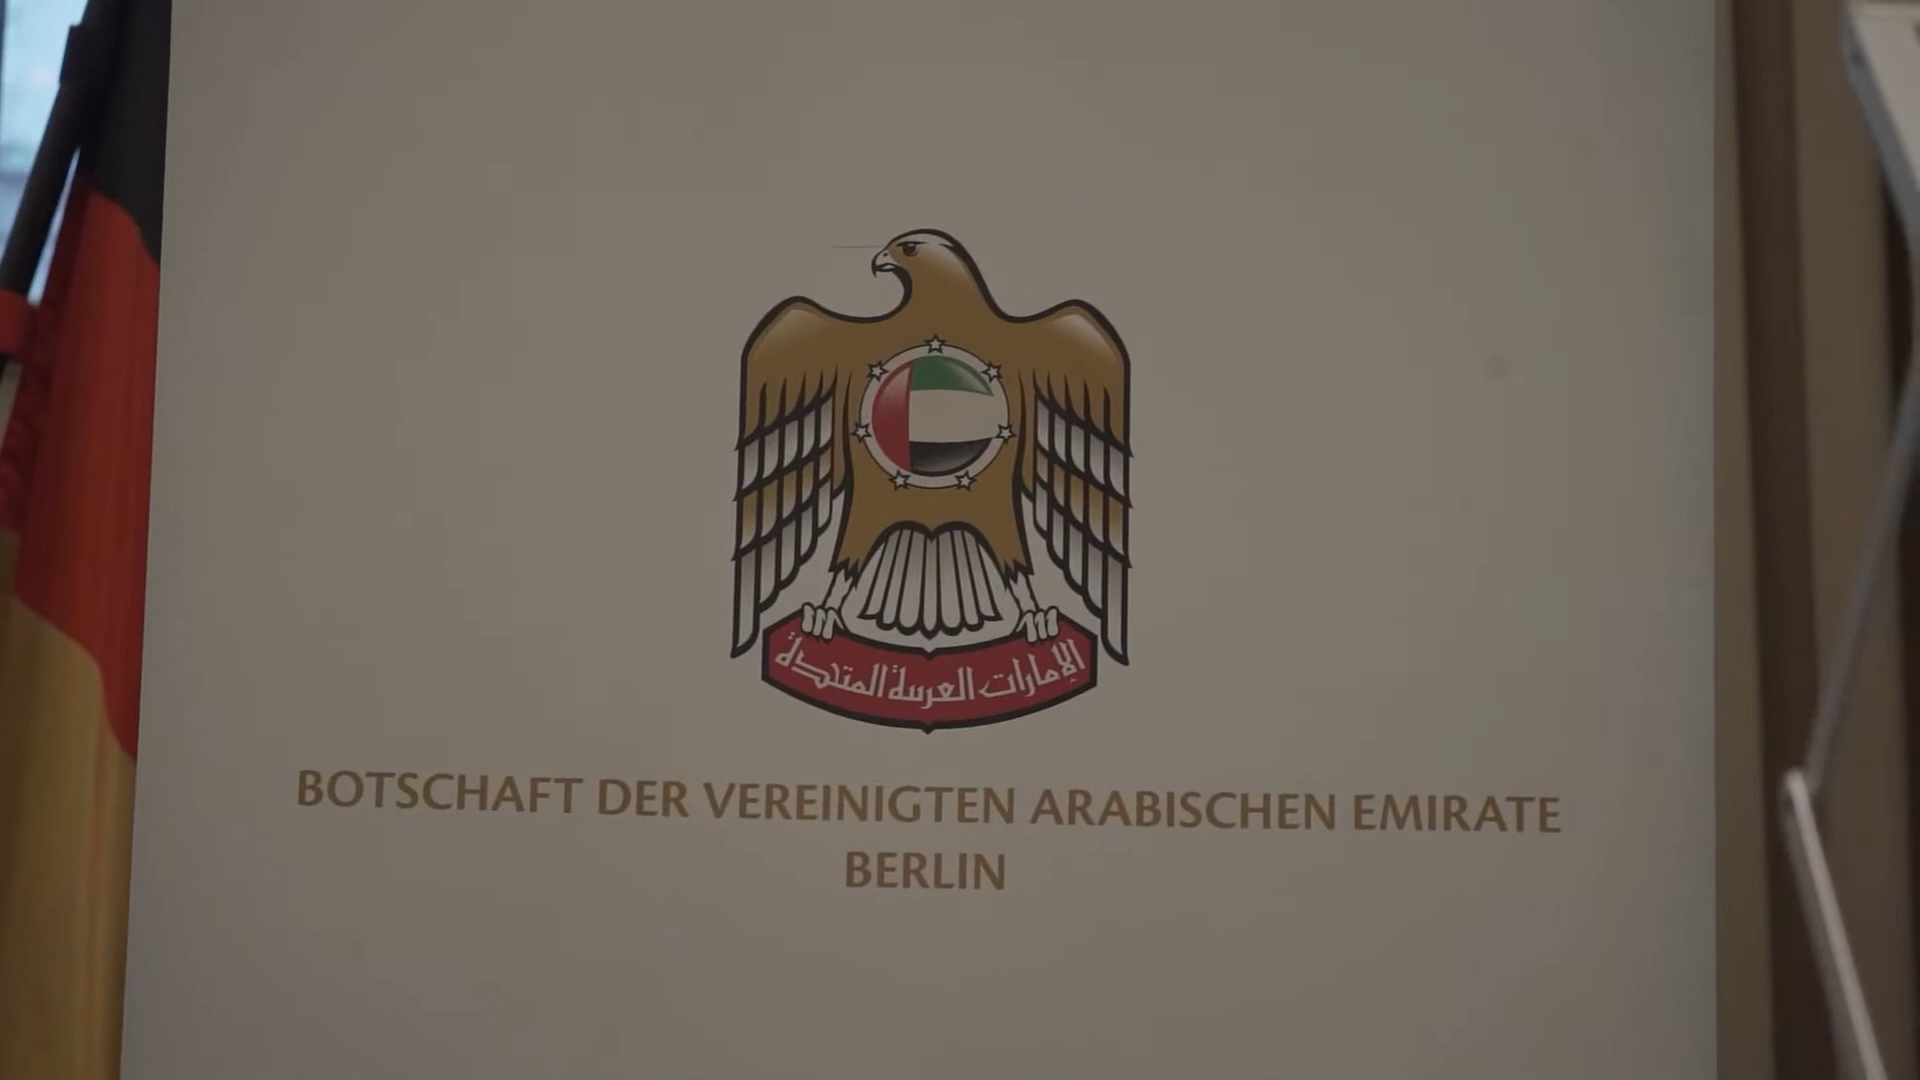 الإمارات العربية المتحدة
BOTSCHAFT DER VEREINIGTEN ARABISCHEN EMIRATE
BERLIN